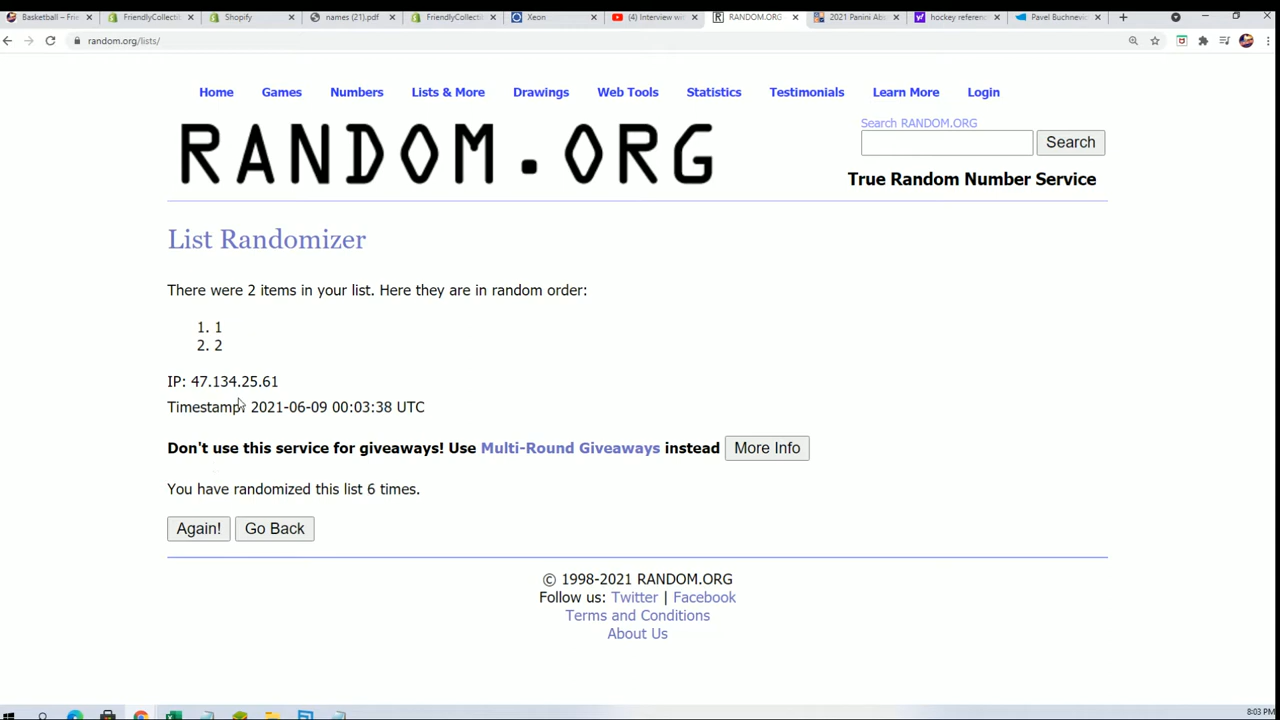 Basketball – Frie
FriendlyCollecti
Shopify
names (21).pdf
FriendlyCollecti
Xeon
(4) Interview wi
RANDOM.ORG
2021 Panini Abs
hockey referenc
Pavel Buchnevic
random.org/lists/
Home
Games
Numbers
Lists & More
Drawings
Web Tools
Statistics
Testimonials
Learn More
Login
RANDOM.ORG
Search RANDOM.ORG
Search
True Random Number Service
List Randomizer
There were 2 items in your list. Here they are in random order:
1. 1
2. 2
IP: 47.134.25.61
Timestamp: 2021-06-09 00:03:38 UTC
Don't use this service for giveaways! Use Multi-Round Giveaways instead
More Info
You have randomized this list 6 times.
Again!
Go Back
© 1998-2021 RANDOM.ORG
Follow us: Twitter | Facebook
Terms and Conditions
About Us
8:03 PM